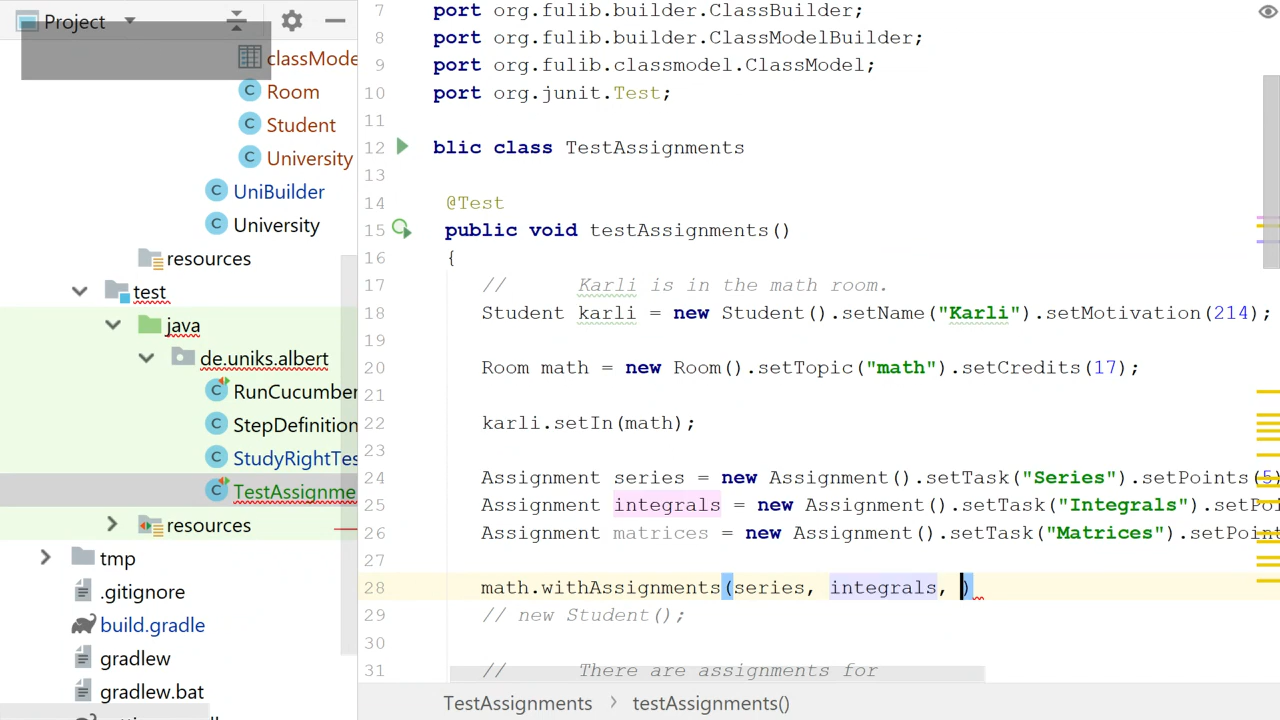 Project
classMode
Room
Student
University
UniBuilder
University
resources
test
java
de.uniks.albert
RunCucumber
StepDefinition
StudyRightTes
TestAssignme
resources
tmp
.gitignore
build.gradle
gradlew
gradlew.bat
7 port org.fulib.builder.ClassBuilder;
8 port org.fulib.builder.ClassModelBuilder;
9 port org.fulib.classmodel.ClassModel;
10 port org.junit.Test;
11
12 blic class TestAssignments
13
14 @Test
15 public void testAssignments()
16 {
17 // Karli is in the math room.
18 Student karli = new Student().setName("Karli").setMotivation(214);
19
20 Room math = new Room().setTopic("math").setCredits(17);
21
22 karli.setIn(math);
23
24 Assignment series = new Assignment().setTask("Series").setPoints(5)
25 Assignment integrals = new Assignment().setTask("Integrals").setPoi
26 Assignment matrices = new Assignment().setTask("Matrices").setPoint
27
28 math.withAssignments(series, integrals, )
29 // new Student();
30
31 // There are assignments for
TestAssignments > testAssignments()